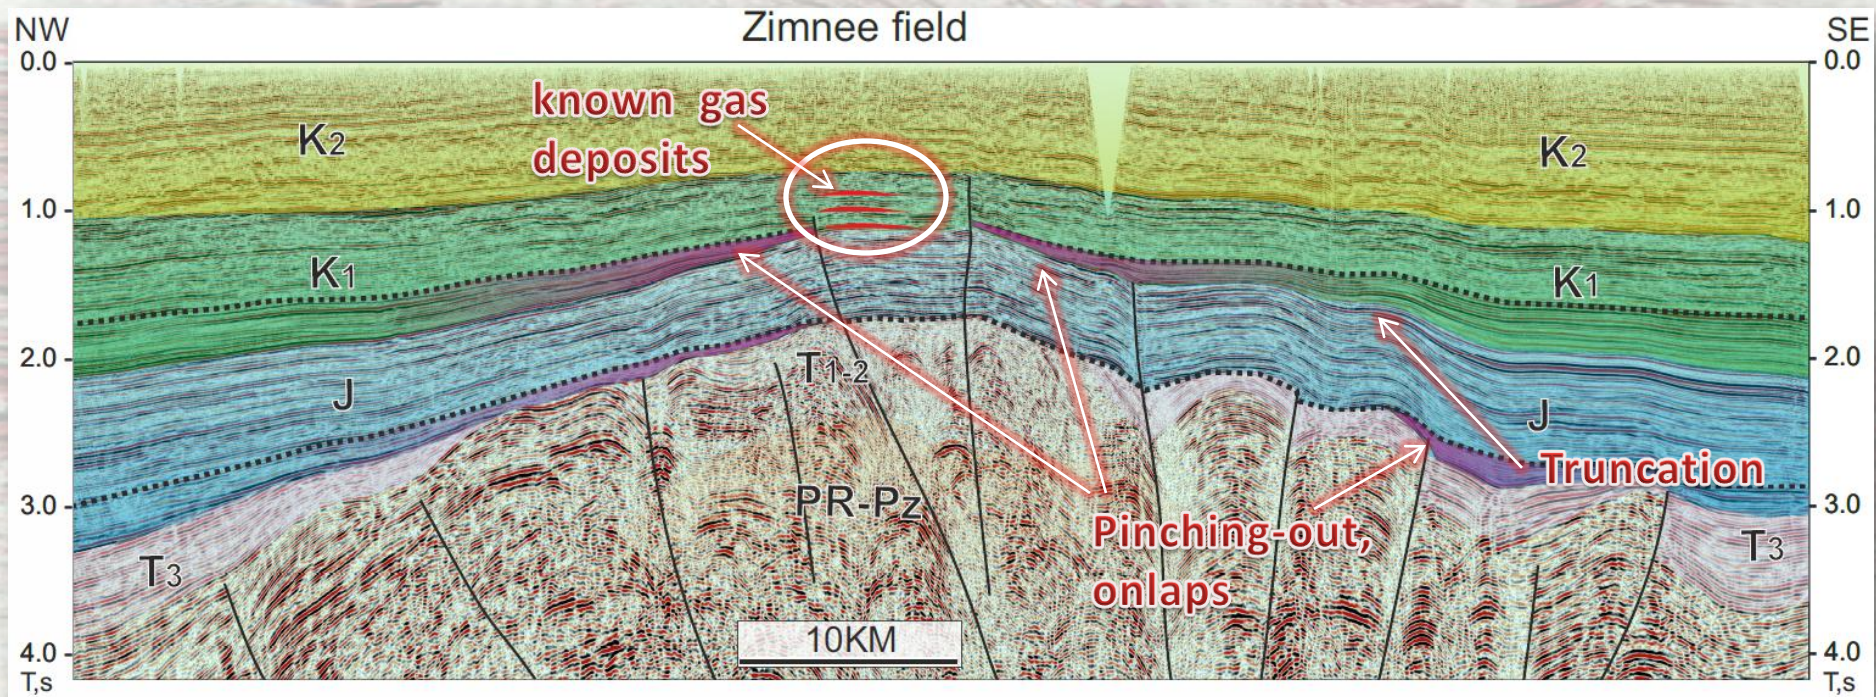 Zimnee field
NW
SE
0.0
0.0
known gas
deposits
K2
K2
1.0
1.0
K1
K1
2.0
2.0
T1-2
J
J
Truncation
3.0
3.0
PR-Pz
Pinching-out,
onlaps
T3
T3
10KM
4.0
4.0
T,s
T,s